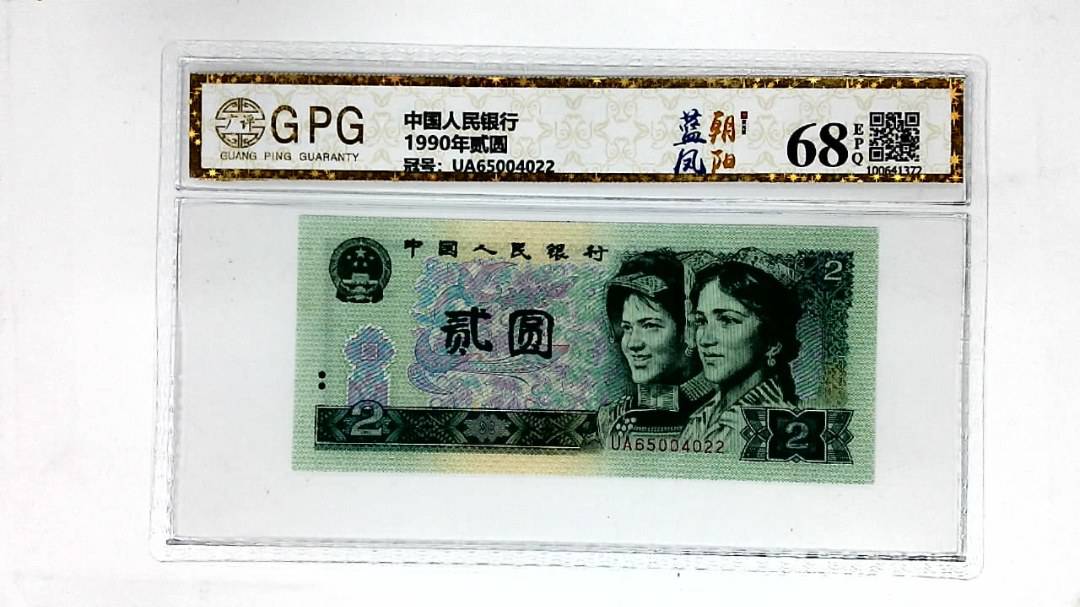 广评
GPG
GUANG PING GUARANTY
中国人民银行
1990年贰圆
冠号：UA65004022
蓝凤
朝阳
68
EPQ
100641372
中国人民银行
2
贰圆
2
UA65004022
2